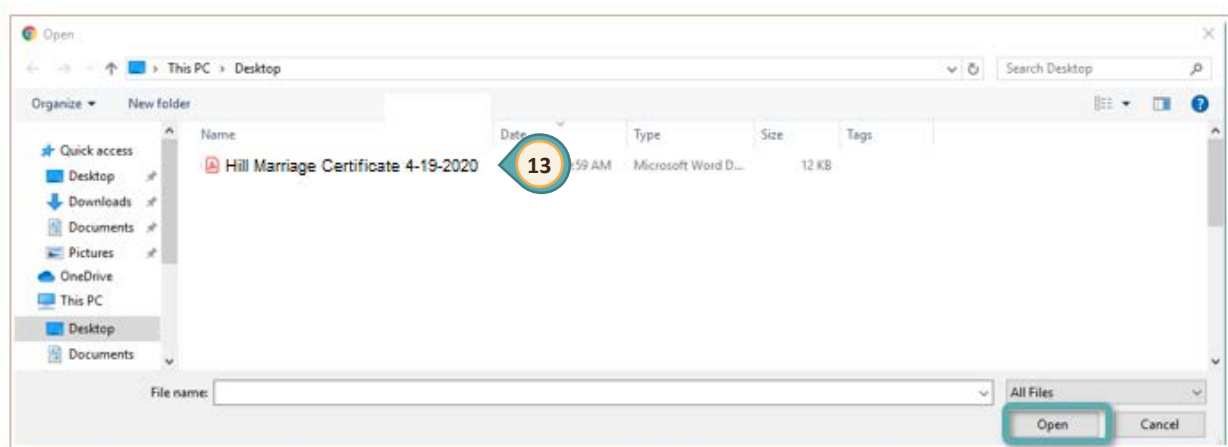 Open
This PC > Desktop
Search Desktop
Organize
New folder
Name
Date
Type
Size
Tags
Quick access
Hill Marriage Certificate 4-19-2020
13
:59 AM
Microsoft Word D...
12 KB
Desktop
Downloads
Documents
Pictures
OneDrive
This PC
Desktop
Documents
File name:
All Files
Open
Cancel